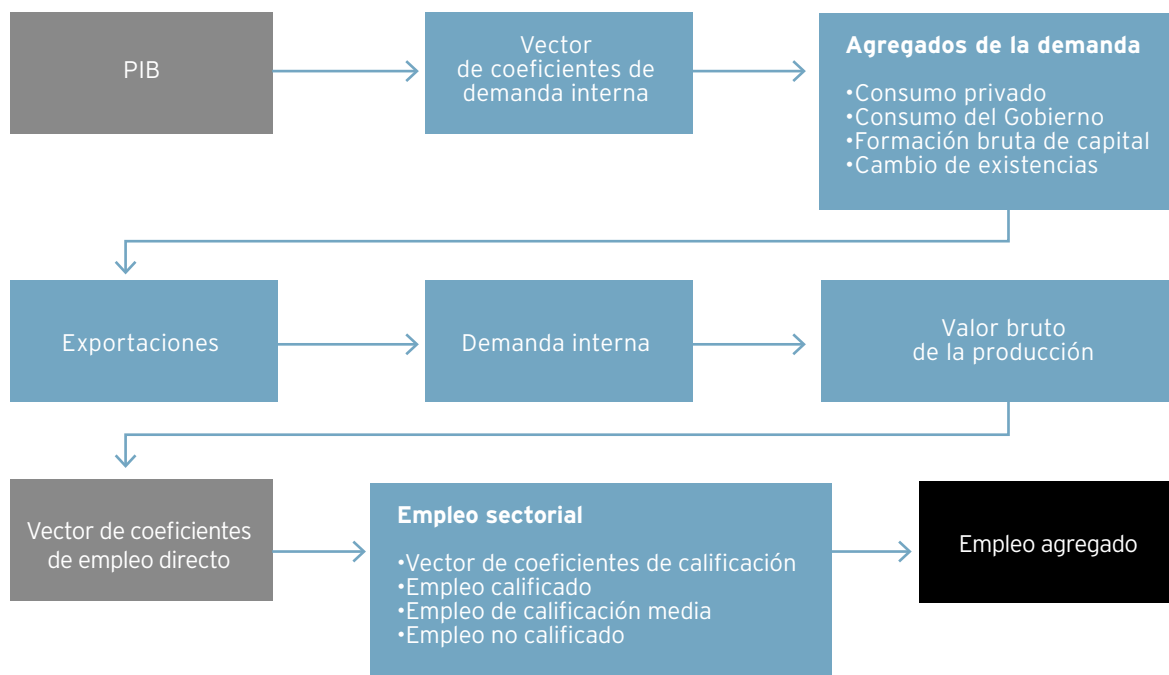 PIB
Vector
de coeficientes de
demanda interna
Agregados de la demanda
•Consumo privado
•Consumo del Gobierno
•Formación bruta de capital
•Cambio de existencias
Exportaciones
Demanda interna
Valor bruto
de la producción
Vector de coeficientes
de empleo directo
Empleo sectorial
•Vector de coeficientes de calificación
•Empleo calificado
•Empleo de calificación media
•Empleo no calificado
Empleo agregado